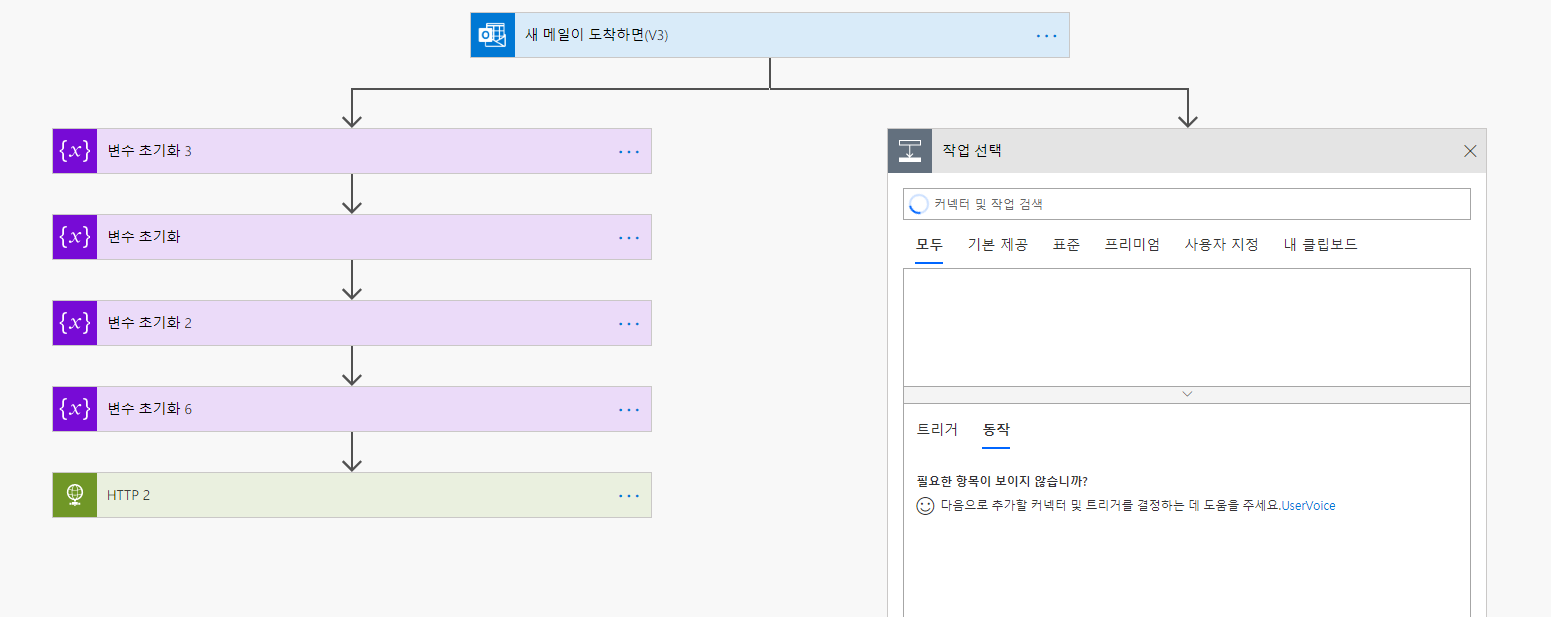 새 메일이 도착하면(V3)
변수 초기화 3
변수 초기화
변수 초기화 2
변수 초기화 6
HTTP 2
작업 선택
커넥터 및 작업 검색
모두 기본 제공 표준 프리미엄 사용자 지정 내 클립보드
트리거 동작
필요한 항목이 보이지 않습니까?
다음으로 추가할 커넥터 및 트리거를 결정하는 데 도움을 주세요.UserVoice